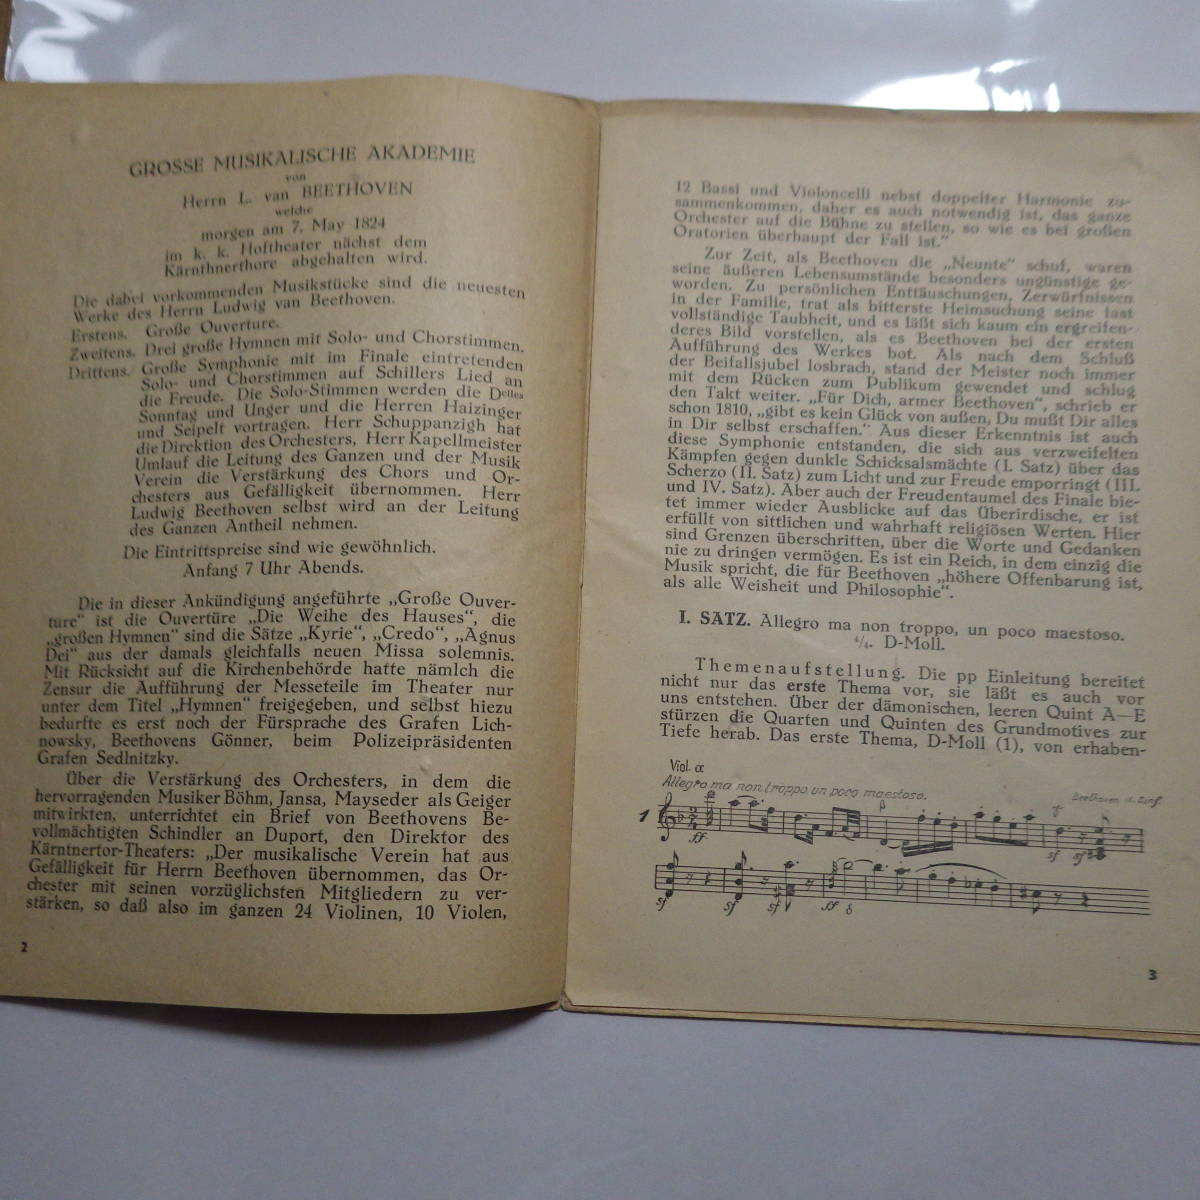 GROSSE MUSIKALISCHE AKADEMIE
von
Herrn L. van BEETHOVEN
welche
morgen am 7. May 1824
im k. k. Hoftheater nächst dem
Kärnthnerthore abgehalten wird.
Die dabei vorkommenden Musikstücke sind die neuesten
Werke des Herrn Ludwig van Beethoven.
Erstens. Große Ouverture.
Zweitens. Drei große Hymnen mit Solo- und Chorstimmen.
Drittens. Große Symphonie mit im Finale eintretenden
Solo- und Chorstimmen auf Schillers Lied an
die Freude. Die Solo-Stimmen werden die Delles
Sonntag und Unger und die Herren Haizinger
und Seipelt vortragen. Herr Schuppanzigh hat
die Direktion des Orchesters, Herr Kapellmeister
Umlauf die Leitung des Ganzen und der Musik
Verein die Verstärkung des Chors und Or-
chesters aus Gefälligkeit übernommen. Herr
Ludwig Beethoven selbst wird an der Leitung
des Ganzen Antheil nehmen.
Die Eintrittspreise sind wie gewöhnlich.
Anfang 7 Uhr Abends.
Die in dieser Ankündigung angeführte „Große Ouver-
ture" ist die Ouvertüre „Die Weihe des Hauses", die
„großen Hymnen" sind die Sätze „Kyrie", „Credo", „Agnus
Dei" aus der damals gleichfalls neuen Missa solemnis.
Mit Rücksicht auf die Kirchenbehörde hatte nämlch die
Zensur die Aufführung der Messeteile im Theater nur
unter dem Titel „Hymnen" freigegeben, und selbst hiezu
bedurfte es erst noch der Fürsprache des Grafen Lich-
nowsky, Beethovens Gönner, beim Polizeipräsidenten
Grafen Sedlnitzky.
Über die Verstärkung des Orchesters, in dem die
hervorragenden Musiker Böhm, Jansa, Mayseder als Geiger
mitwirkten, unterrichtet ein Brief von Beethovens Be-
vollmächtigten Schindler an Duport, den Direktor des
Kärntnertor-Theaters: „Der musikalische Verein hat aus
Gefälligkeit für Herrn Beethoven übernommen, das Or-
chester mit seinen vorzüglichsten Mitgliedern zu ver-
stärken, so daß also im ganzen 24 Violinen, 10 Violen,
2
12 Bassi und Violoncelli nebst doppelter Harmonie zu-
sammenkommen, daher es auch notwendig ist, das ganze
Orchester auf die Bühne zu stellen, so wie es bei großen
Oratorien überhaupt der Fall ist."
Zur Zeit, als Beethoven die „Neunte" schuf, waren
seine äußeren Lebensumstände besonders ungünstige ge-
worden. Zu persönlichen Enttäuschungen, Zerwürfnissen
in der Familie, trat als bitterste Heimsuchung seine fast
vollständige Taubheit, und es läßt sich kaum ein ergreifen-
deres Bild vorstellen, als es Beethoven bei der ersten
Aufführung des Werkes bot. Als nach dem Schluß
der Beifallsjubel losbrach, stand der Meister noch immer
mit dem Rücken zum Publikum gewendet und schlug
den Takt weiter. „Für Dich, armer Beethoven", schrieb er
schon 1810, „gibt es kein Glück von außen, Du mußt Dir alles
in Dir selbst erschaffen." Aus dieser Erkenntnis ist auch
diese Symphonie entstanden, die sich aus verzweifelten
Kämpfen gegen dunkle Schicksalsmächte (I. Satz) über das
Scherzo (II. Satz) zum Licht und zur Freude emporringt (III.
und IV. Satz). Aber auch der Freudentaumel des Finale bie-
tet immer wieder Ausblicke auf das Überirdische, er ist
erfüllt von sittlichen und wahrhaft religiösen Werten. Hier
sind Grenzen überschritten, über die Worte und Gedanken
nie zu dringen vermögen. Es ist ein Reich, in dem einzig die
Musik spricht, die für Beethoven „höhere Offenbarung ist,
als alle Weisheit und Philosophie".
I. SATZ. Allegro ma non troppo, un poco maestoso.
⁴/₄. D-Moll.
Themenaufstellung. Die pp Einleitung bereitet
nicht nur das erste Thema vor, sie läßt es auch vor
uns entstehen. Über der dämonischen, leeren Quint A—E
stürzen die Quarten und Quinten des Grundmotives zur
Tiefe herab. Das erste Thema, D-Moll (1), von erhaben-
Viol. α
Allegro ma non troppo, un poco maestoso.
β
γ
1
2
4
ff
sf
sf
sf
sf
sf
ff
δ
3